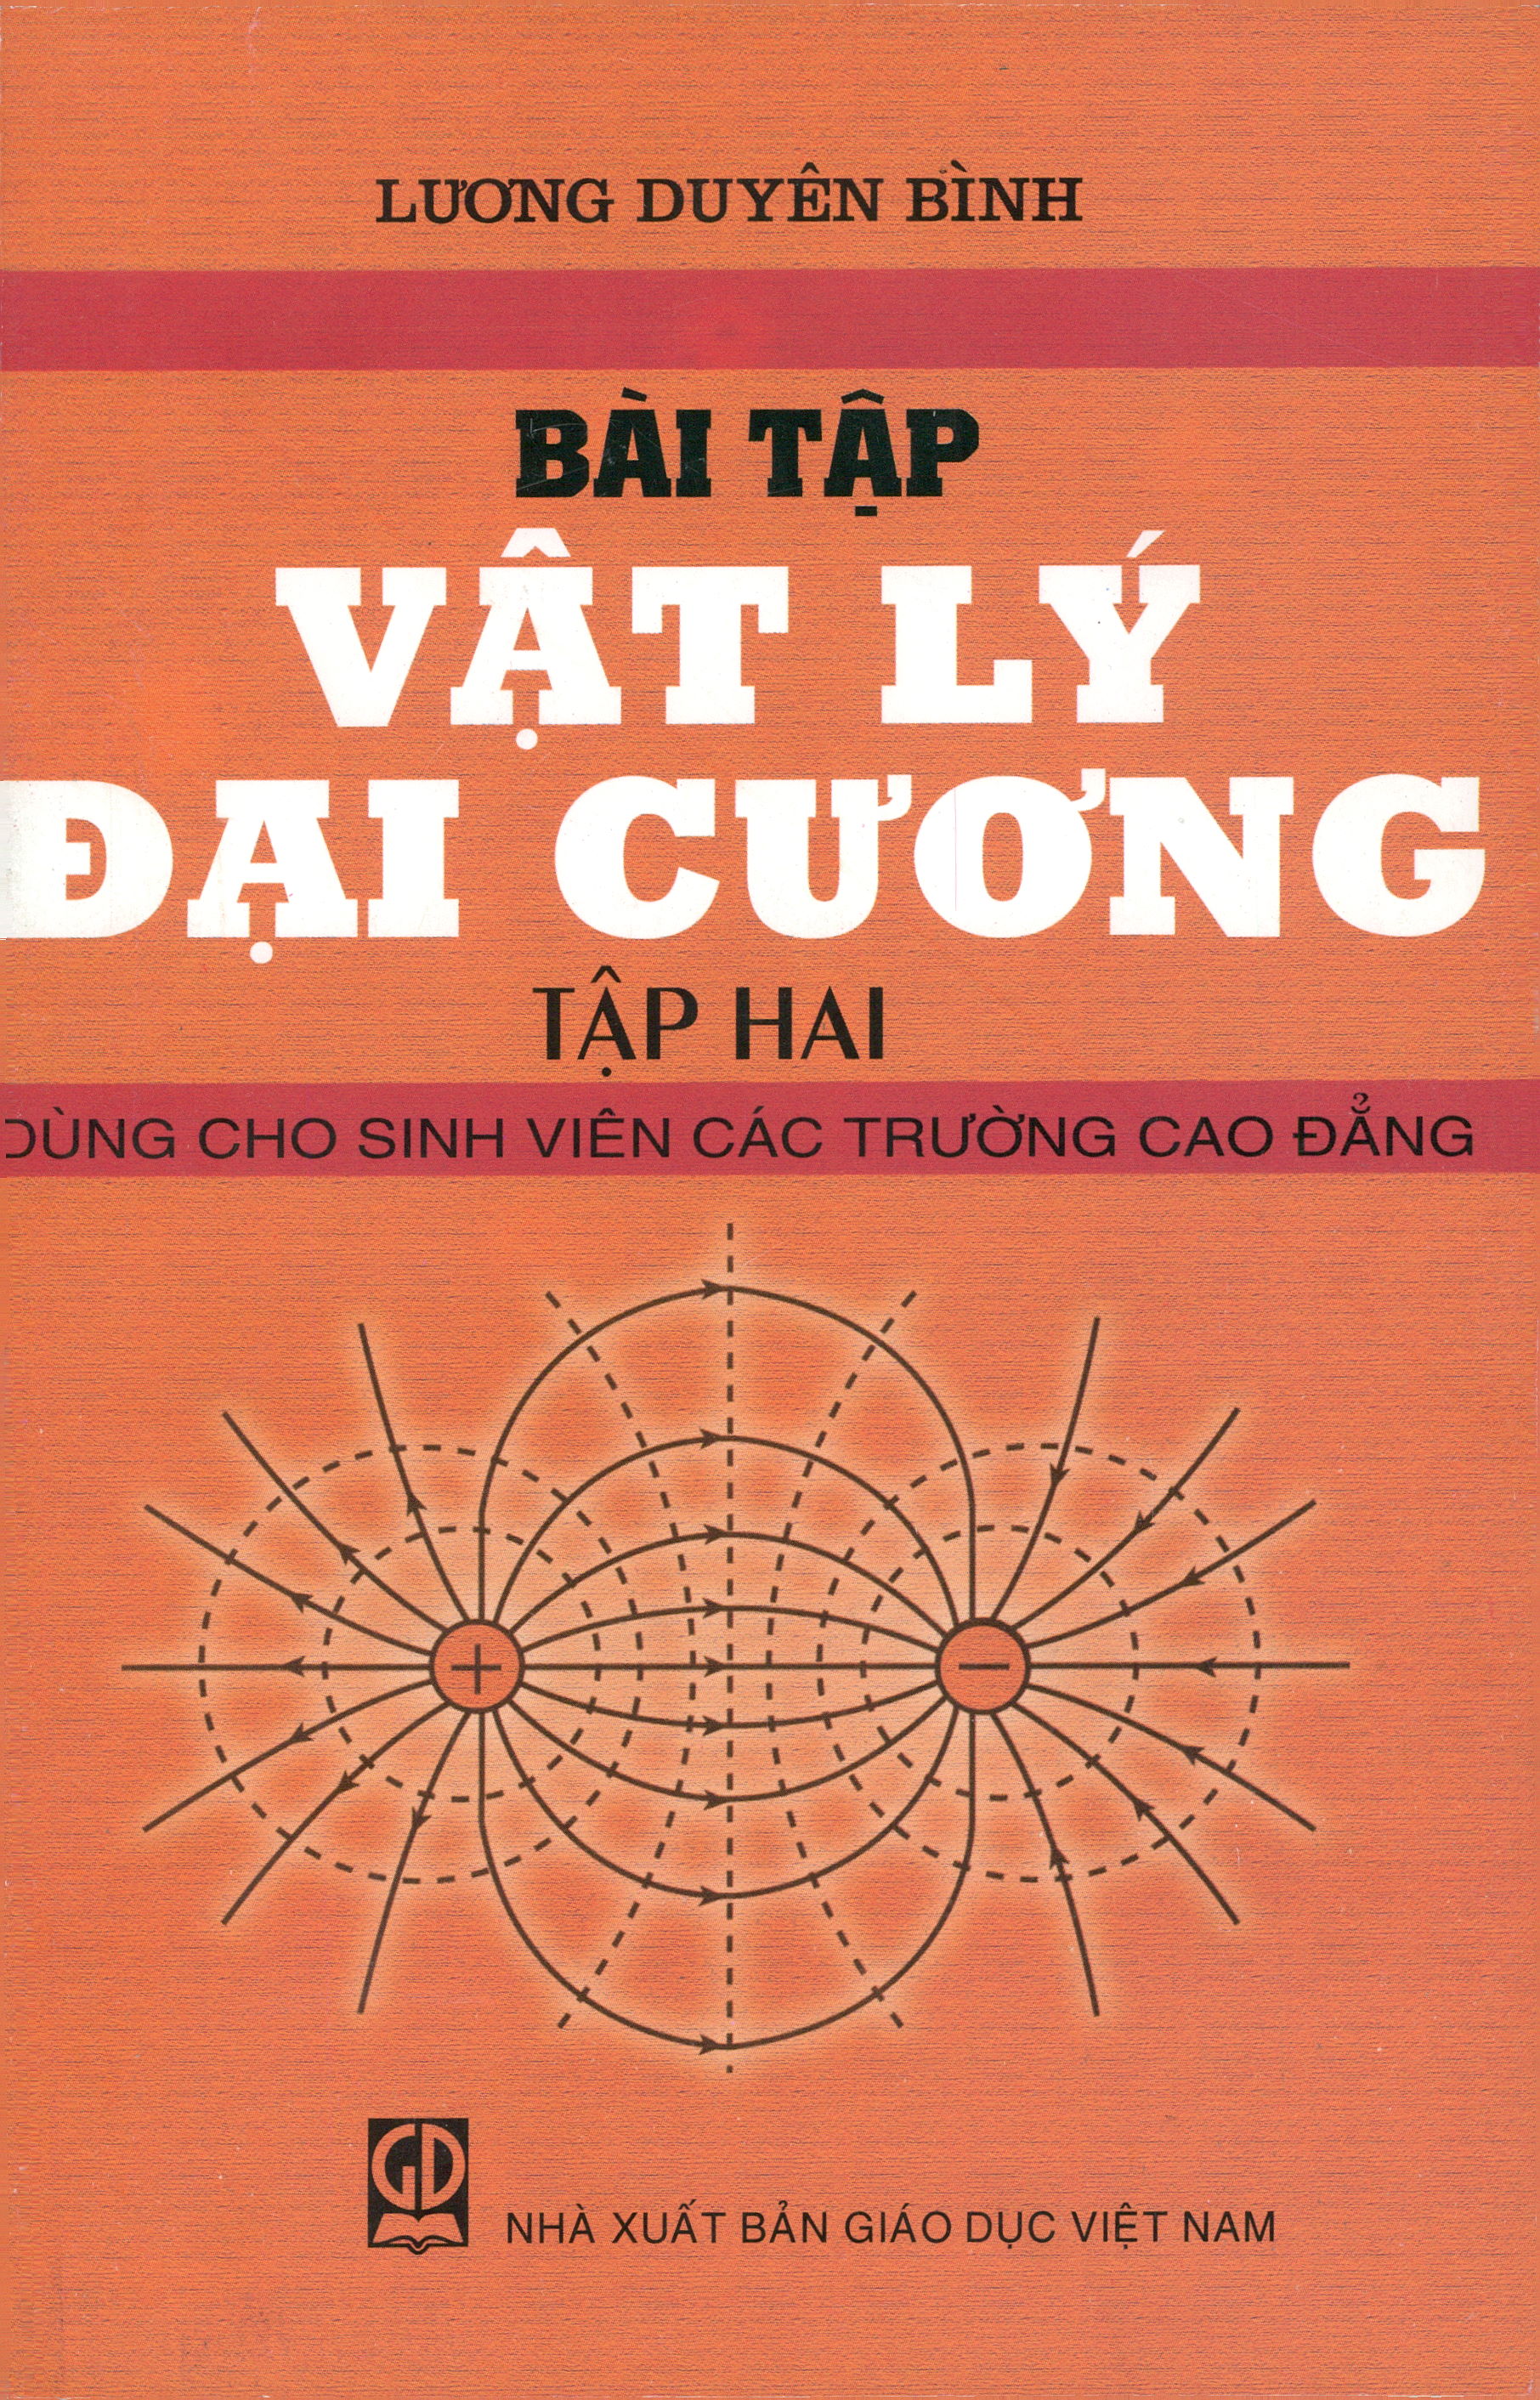 LƯƠNG DUYÊN BÌNH
BÀI TẬP
VẬT LÝ
ĐẠI CƯƠNG
TẬP HAI
DÙNG CHO SINH VIÊN CÁC TRƯỜNG CAO ĐẲNG
+ −
GD
NHÀ XUẤT BẢN GIÁO DỤC VIỆT NAM